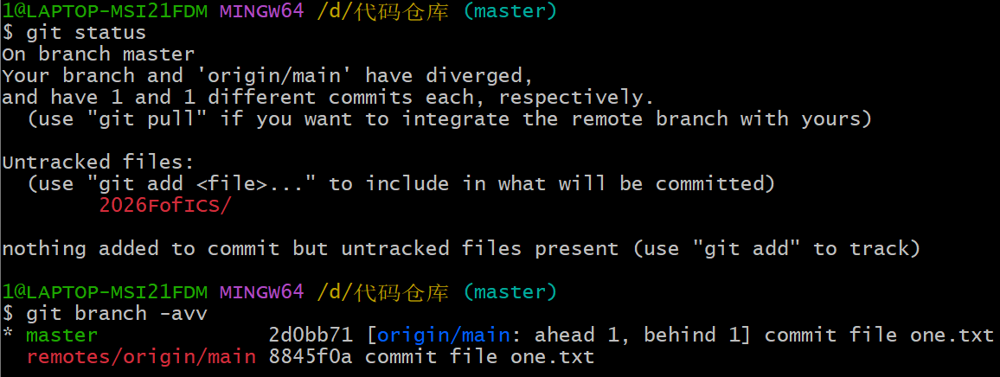 1@LAPTOP-MSI21FDM MINGW64 /d/代码仓库 (master)
$ git status
On branch master
Your branch and 'origin/main' have diverged,
and have 1 and 1 different commits each, respectively.
  (use "git pull" if you want to integrate the remote branch with yours)

Untracked files:
  (use "git add <file>..." to include in what will be committed)
        2026FofICS/

nothing added to commit but untracked files present (use "git add" to track)

1@LAPTOP-MSI21FDM MINGW64 /d/代码仓库 (master)
$ git branch -avv
* master              2d0bb71 [origin/main: ahead 1, behind 1] commit file one.txt
  remotes/origin/main 8845f0a commit file one.txt